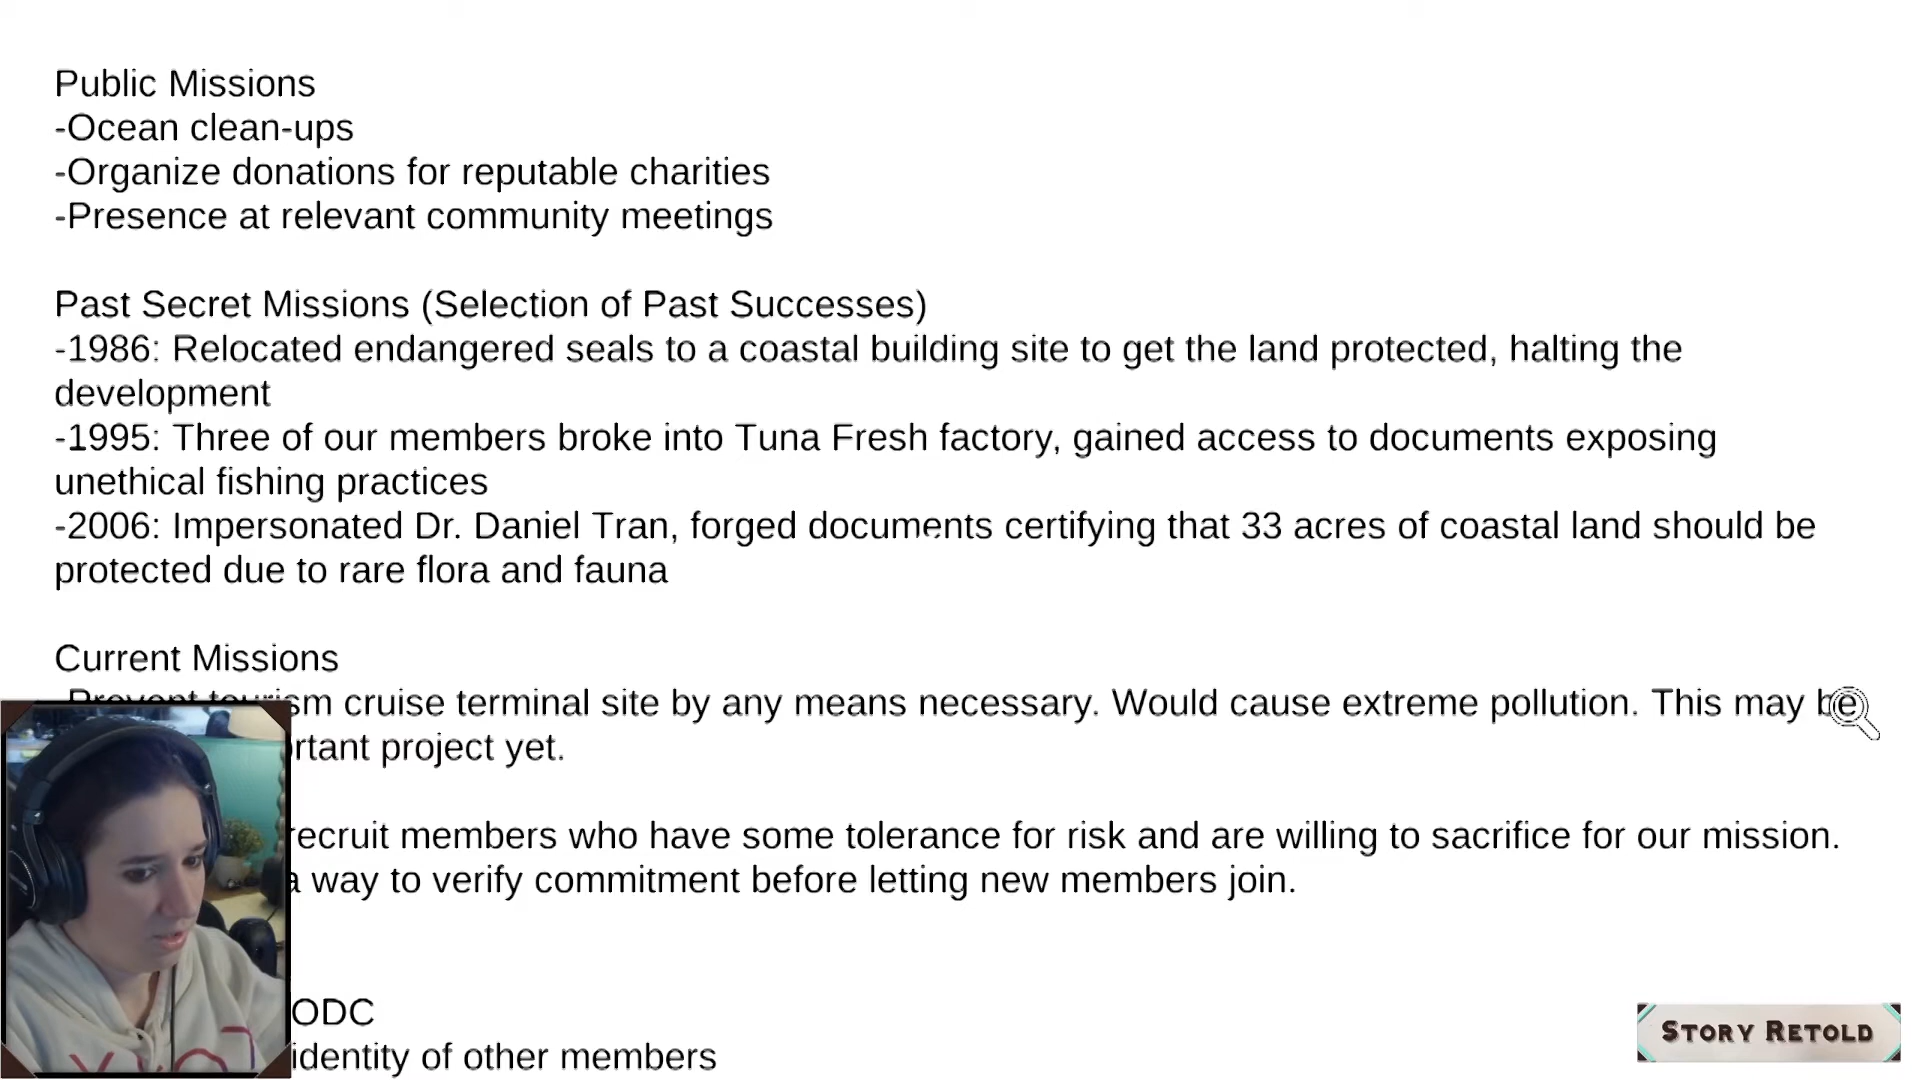 Public Missions
-Ocean clean-ups
-Organize donations for reputable charities
-Presence at relevant community meetings
Past Secret Missions (Selection of Past Successes)
-1986: Relocated endangered seals to a coastal building site to get the land protected, halting the
development
-1995: Three of our members broke into Tuna Fresh factory, gained access to documents exposing
unethical fishing practices
-2006: Impersonated Dr. Daniel Tran, forged documents certifying that 33 acres of coastal land should be
protected due to rare flora and fauna
Current Missions
-Prevent tourism cruise terminal site by any means necessary. Would cause extreme pollution. This may be
project yet.
recruit members who have some tolerance for risk and are willing to sacrifice for our mission.
a way to verify commitment before letting new members join.
ODC
identity of other members
STORY RETOLD